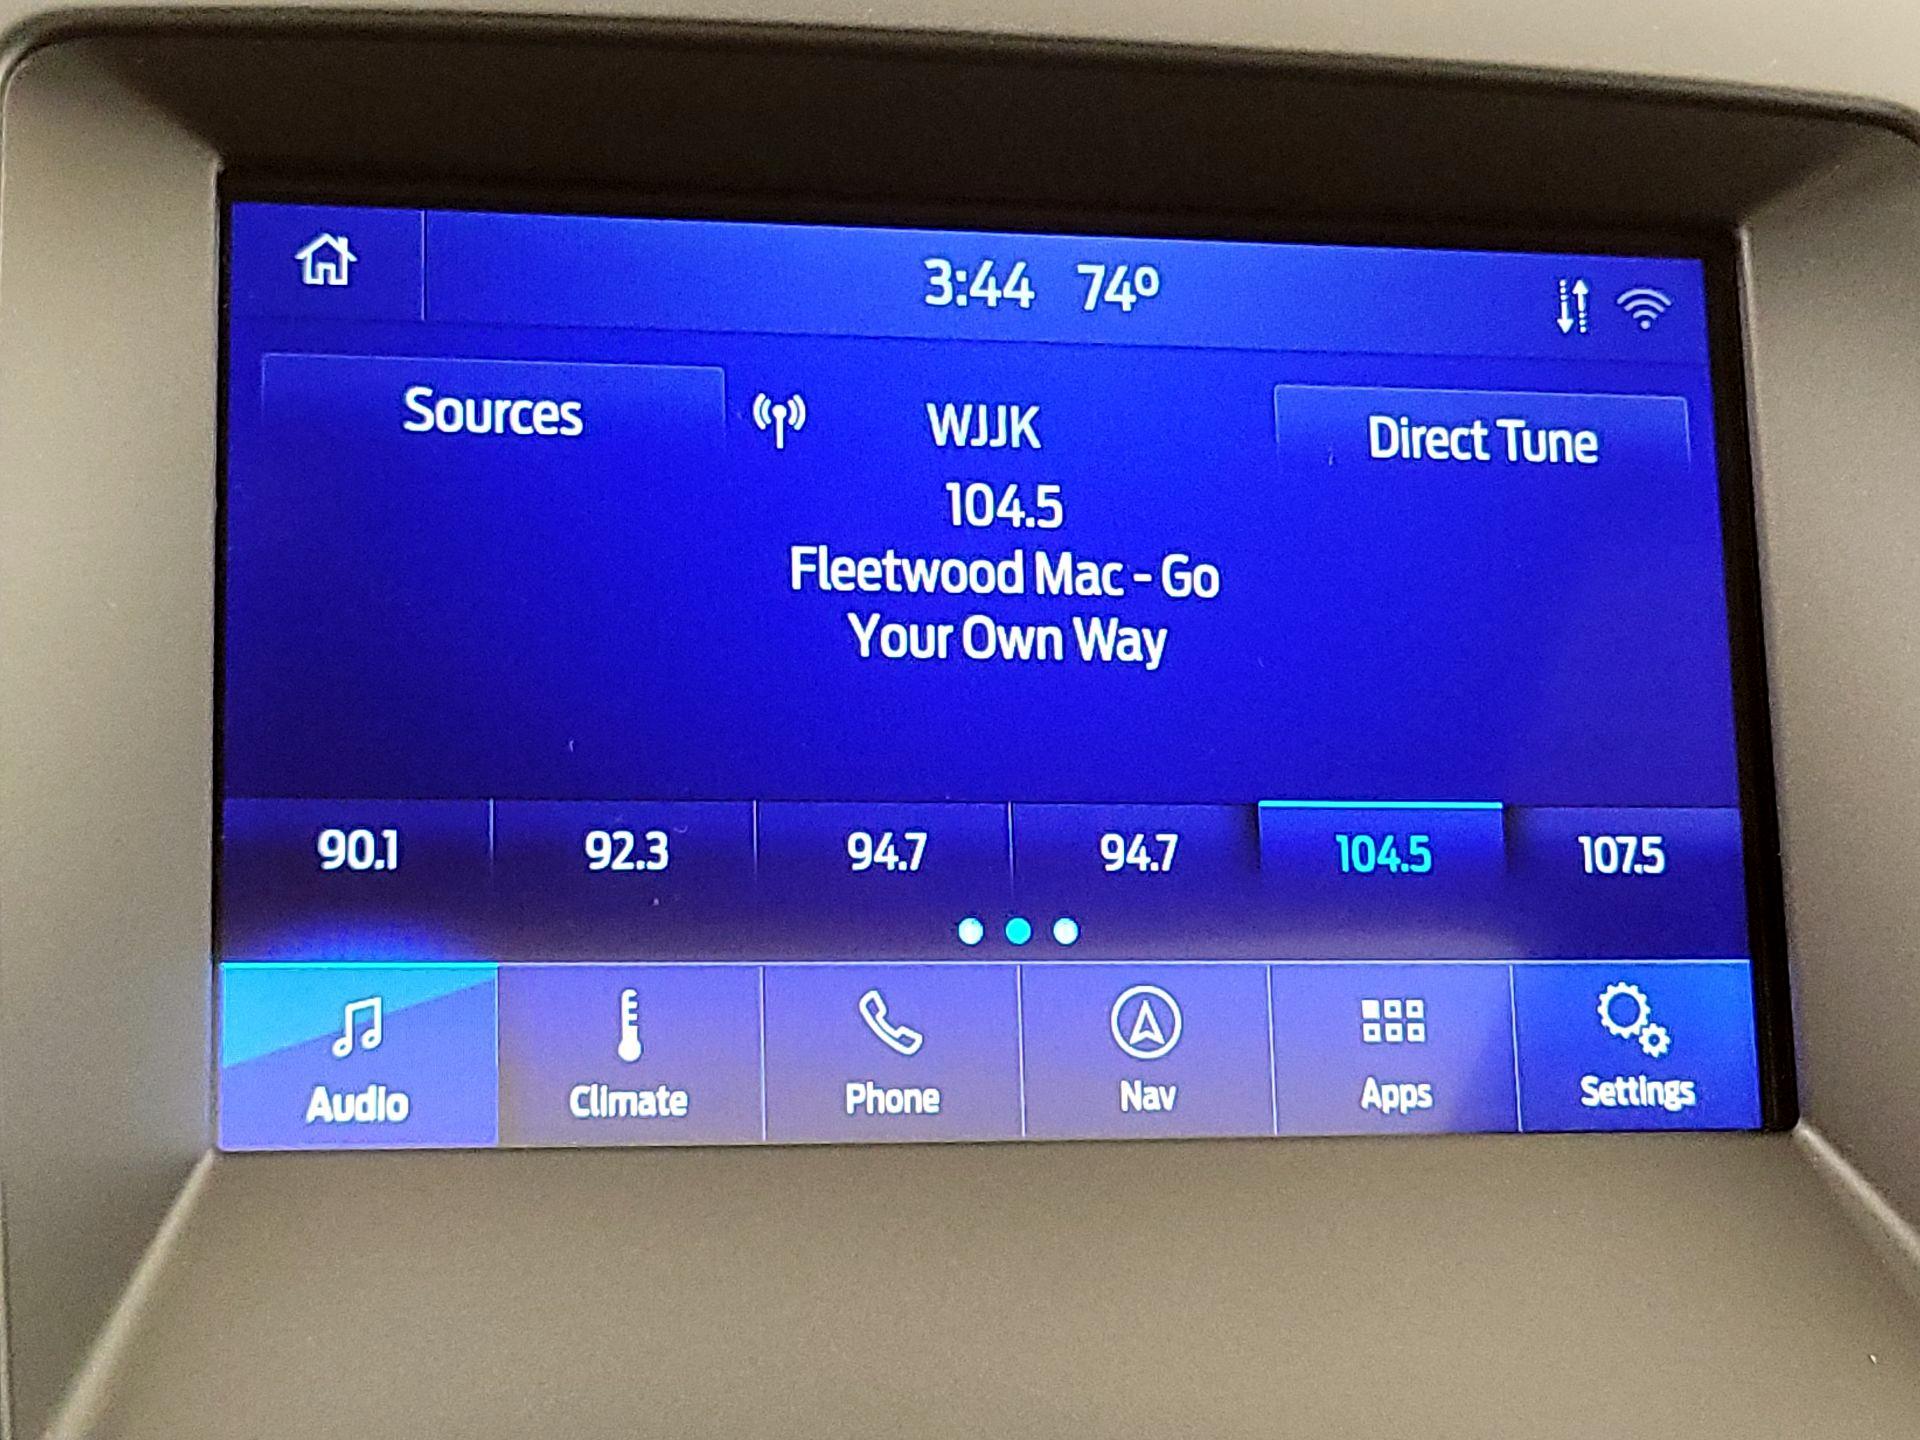 3:44 74º
Sources
WJJK
Direct Tune
104.5
Fleetwood Mac - Go
Your Own Way
90.1 92.3 94.7 94.7 104.5 107.5
Audio Climate Phone Nav Apps Settings